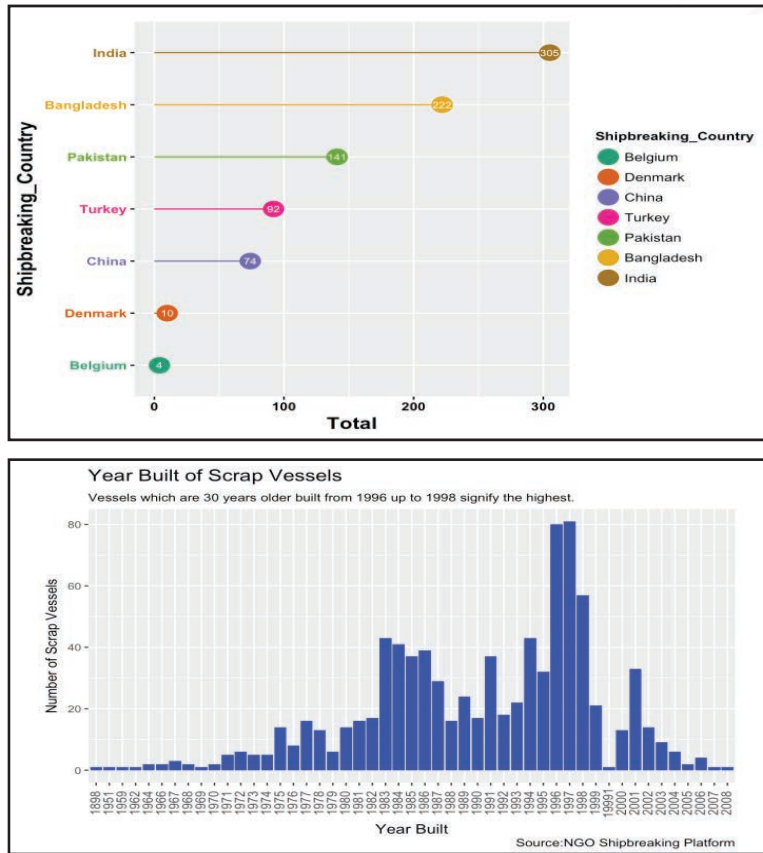 Shipbreaking_Country
India
305
Bangladesh
222
Pakistan
141
Turkey
92
China
74
Denmark
10
Belgium
4
0 100 200 300
Total
Shipbreaking_Country
Belgium
Denmark
China
Turkey
Pakistan
Bangladesh
India
Year Built of Scrap Vessels
Vessels which are 30 years older built from 1996 up to 1998 signify the highest.
Number of Scrap Vessels
80
60
40
20
0
1898 1951 1959 1962 1964 1966 1967 1968 1969 1970 1971 1972 1973 1974 1975 1976 1977 1978 1979 1980 1981 1982 1983 1984 1985 1986 1987 1988 1989 1990 1991 1992 1993 1994 1995 1996 1997 1998 1999 19991 2000 2001 2002 2003 2004 2005 2006 2007 2008
Year Built
Source:NGO Shipbreaking Platform